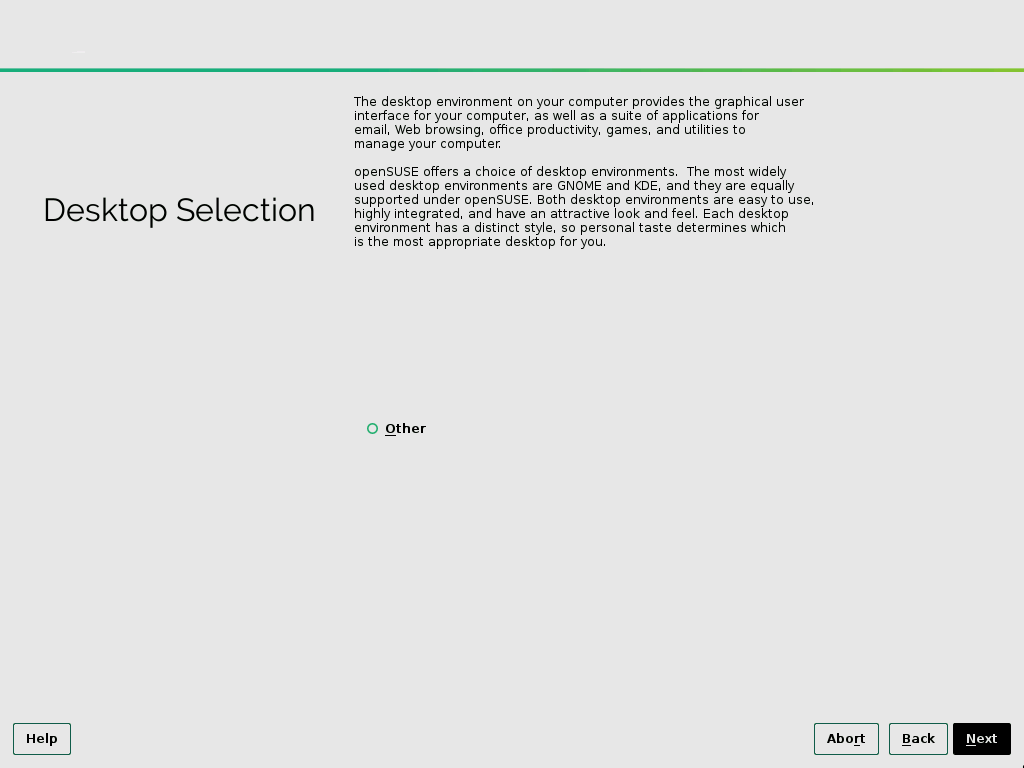 The desktop environment on your computer provides the graphical user
interface for your computer, as well as a suite of applications for
email, Web browsing, office productivity, games, and utilities to
manage your computer.
openSUSE offers a choice of desktop environments.  The most widely
used desktop environments are GNOME and KDE, and they are equally
supported under openSUSE. Both desktop environments are easy to use,
highly integrated, and have an attractive look and feel. Each desktop
environment has a distinct style, so personal taste determines which
is the most appropriate desktop for you.
Desktop Selection
Other
Help
Abort
Back
Next